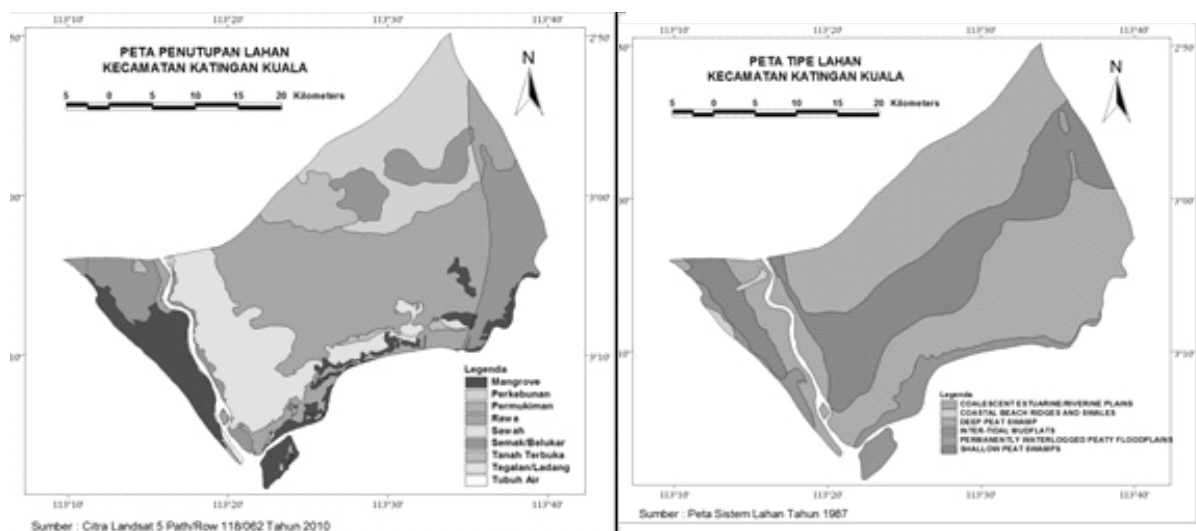 113°10' 113°20' 113°30' 113°40'
PETA PENUTUPAN LAHAN
KECAMATAN KATINGAN KUALA
5 0 5 10 15 20 Kilometers
N
2°50'
3°00'
3°10'
Legenda
Mangrove
Perkebunan
Permukiman
Rawa
Sawah
Semak/Belukar
Tanah Terbuka
Tegalan/Ladang
Tubuh Air
113°10' 113°20' 113°30' 113°40'
Sumber : Citra Landsat 5 Path/Row 118/062 Tahun 2010
113°10' 113°20' 113°30' 113°40'
PETA TIPE LAHAN
KECAMATAN KATINGAN KUALA
5 0 5 10 15 20 Kilometers
N
2°50'
3°00'
3°10'
Legenda
COALESCENT ESTUARINE/RIVERINE PLAINS
COASTAL BEACH RIDGES AND SWALES
DEEP PEAT SWAMP
INTER-TIDAL MUDFLATS
PERMANENTLY WATERLOGGED PEATY FLOODPLAINS
SHALLOW PEAT SWAMPS
113°10' 113°20' 113°30' 113°40'
Sumber : Peta Sistem Lahan Tahun 1987